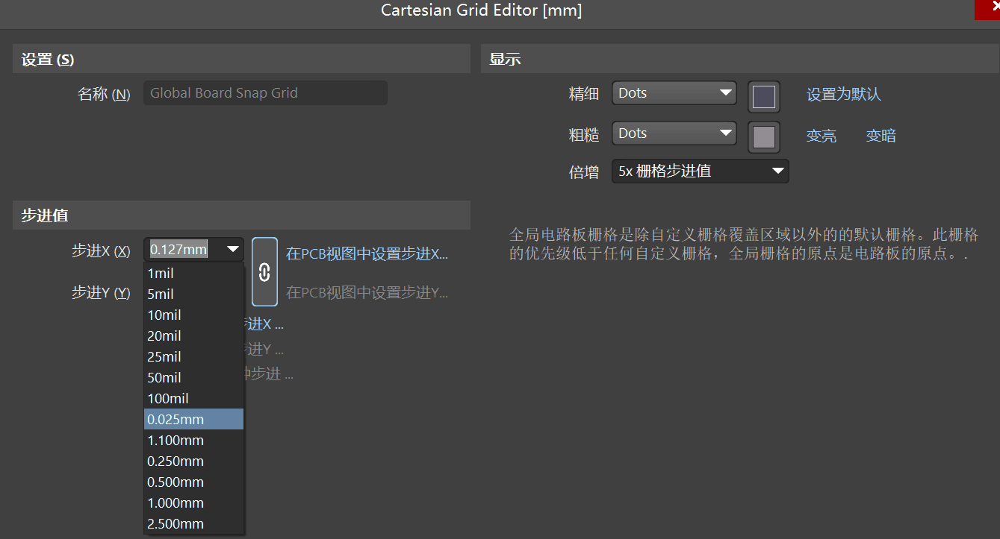 Cartesian Grid Editor [mm]
设置 (S)
名称 (N)
Global Board Snap Grid
显示
精细
Dots
设置为默认
粗糙
Dots
变亮
变暗
倍增
5x 栅格步进值
步进值
步进X (X)
0.127mm
在PCB视图中设置步进X...
步进Y (Y)
在PCB视图中设置步进Y...
1mil
5mil
10mil
20mil
25mil
50mil
100mil
0.025mm
1.100mm
0.250mm
0.500mm
1.000mm
2.500mm
步进X ...
步进Y ...
步进 ...
全局电路板栅格是除自定义栅格覆盖区域以外的的默认栅格。此栅格
的优先级低于任何自定义栅格，全局栅格的原点是电路板的原点。.